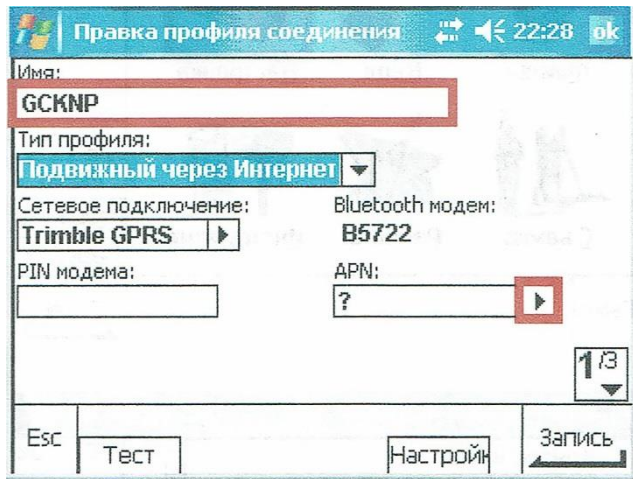 Правка профиля соединения 22:28 ok
Имя:
GCKNP
Тип профиля:
Подвижный через Интернет
Сетевое подключение: Bluetooth модем:
Trimble GPRS B5722
PIN модема: APN:
?
1/3
Esc Тест Настройк Запись